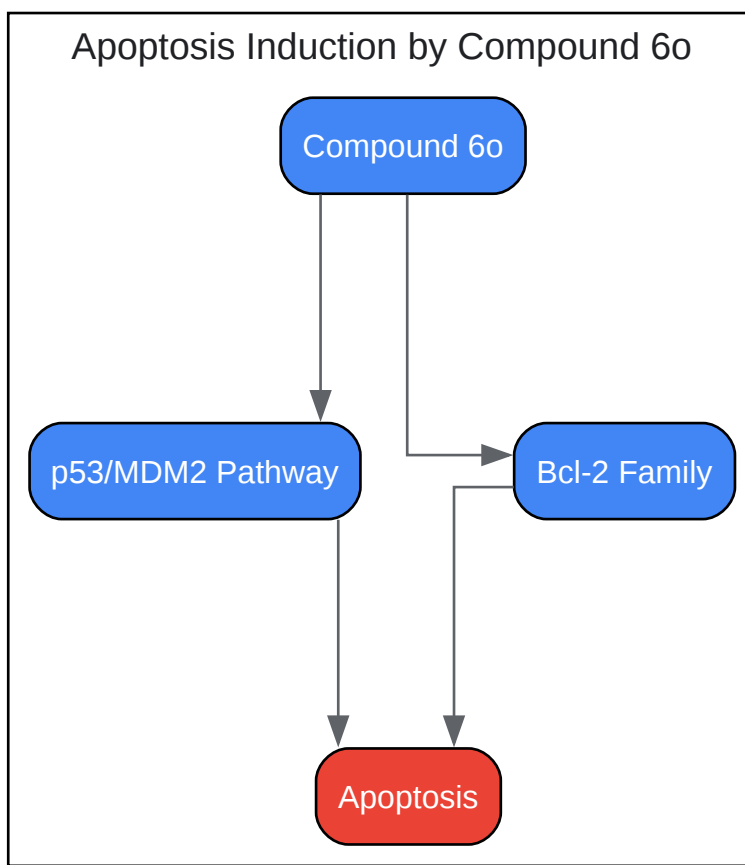 Apoptosis Induction by Compound 6o
Compound 6o
p53/MDM2 Pathway
Bcl-2 Family
Apoptosis